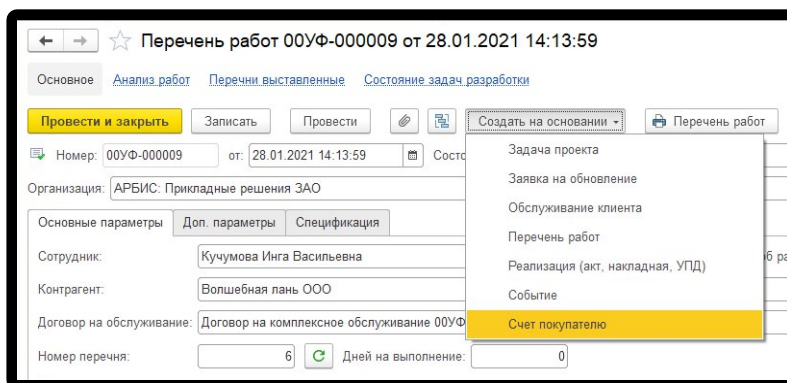 Перечень работ 00УФ-000009 от 28.01.2021 14:13:59
Основное Анализ работ Перечни выставленные Состояние задач разработки
Провести и закрыть Записать Провести Создать на основании Перечень работ
Номер: 00УФ-000009 от: 28.01.2021 14:13:59 Состо
Задача проекта
Заявка на обновление
Организация: АРБИС: Прикладные решения ЗАО
Обслуживание клиента
Основные параметры Доп. параметры Спецификация
Перечень работ
Сотрудник: Кучумова Инга Васильевна
Реализация (акт, накладная, УПД)
Контрагент: Волшебная лань ООО
Событие
Договор на обслуживание: Договор на комплексное обслуживание 00УФ
Счет покупателю
Номер перечня: 6 Дней на выполнение: 0